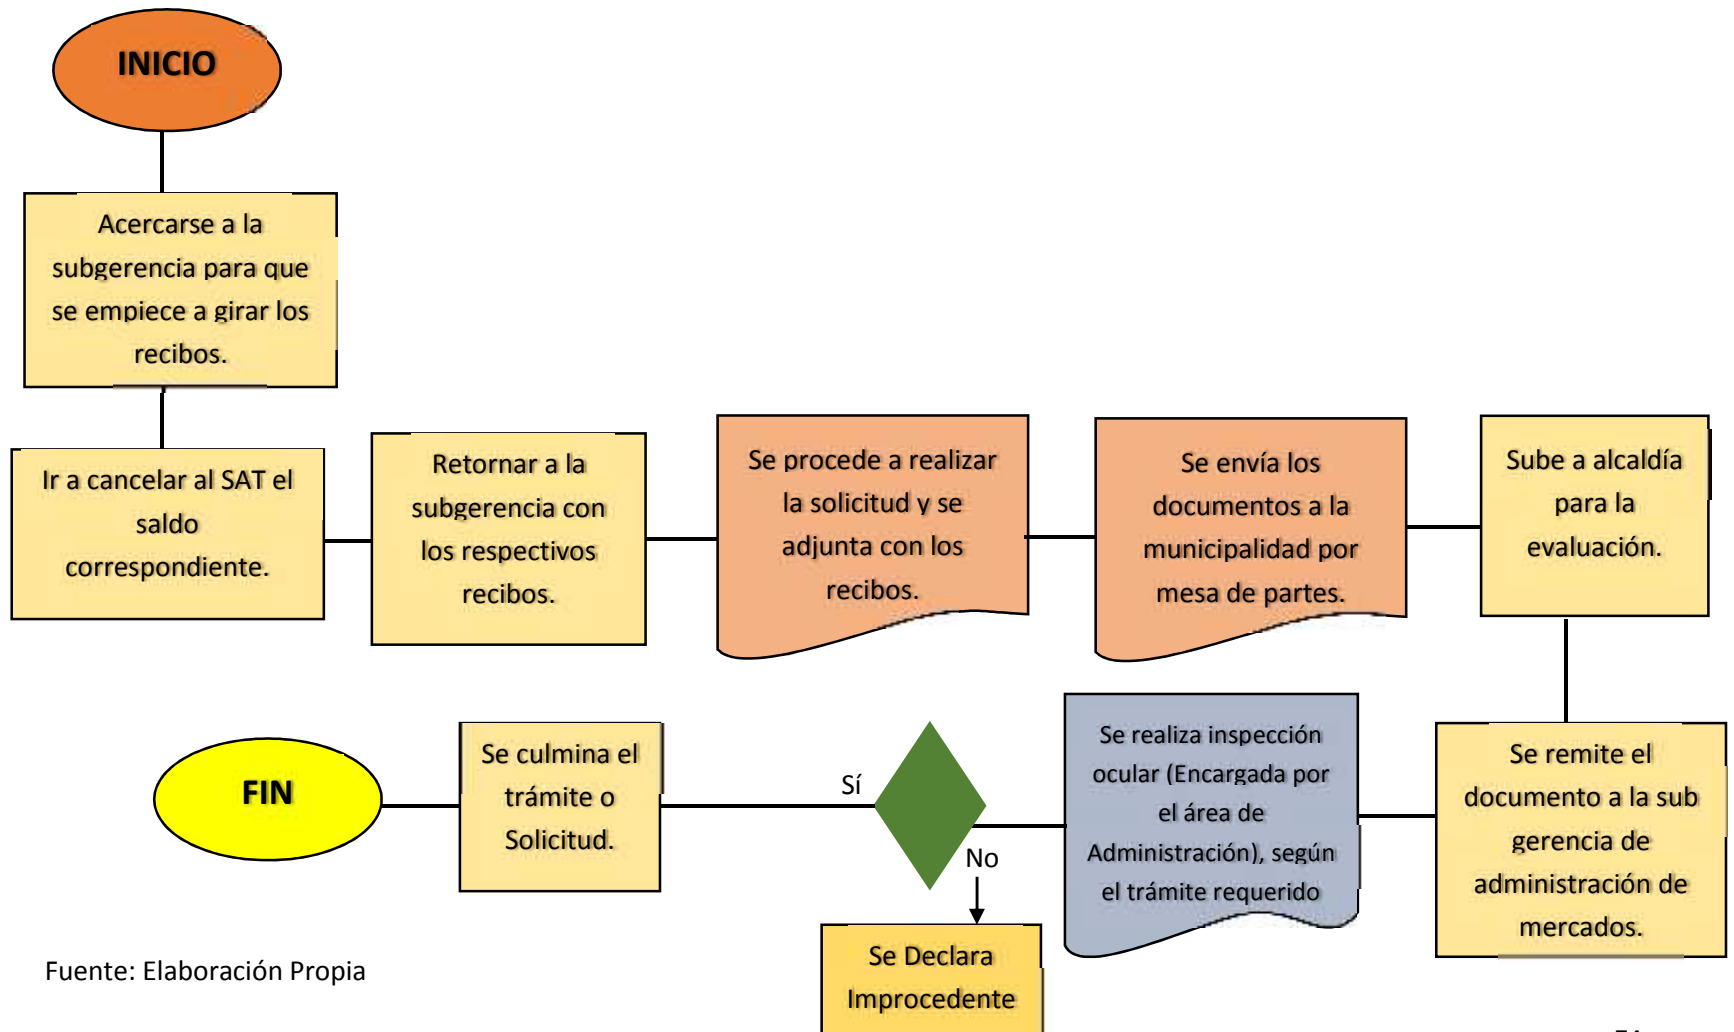 INICIO
Acercarse a la
subgerencia para que
se empiece a girar los
recibos.
Ir a cancelar al SAT el
saldo
correspondiente.
Retornar a la
subgerencia con
los respectivos
recibos.
Se procede a realizar
la solicitud y se
adjunta con los
recibos.
Se envía los
documentos a la
municipalidad por
mesa de partes.
Sube a alcaldía
para la
evaluación.
Se remite el
documento a la sub
gerencia de
administración de
mercados.
Se realiza inspección
ocular (Encargada por
el área de
Administración), según
el trámite requerido
Sí
No
Se Declara
Improcedente
Se culmina el
trámite o
Solicitud.
FIN
Fuente: Elaboración Propia